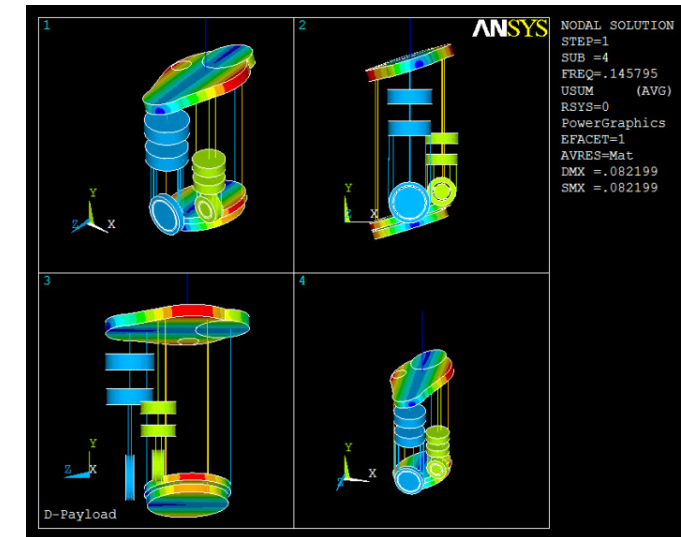 1
2
ANSYS
NODAL SOLUTION
STEP=1
SUB =4
FREQ=.145795
USUM (AVG)
RSYS=0
PowerGraphics
EFACET=1
AVRES=Mat
DMX =.082199
SMX =.082199
Y
Z X
Y
X
3
4
Y
Z X
Y
Z X
D-Payload